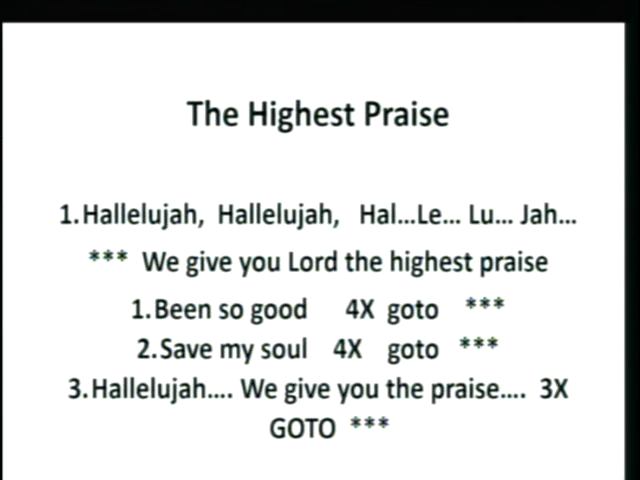 The Highest Praise
1.Hallelujah, Hallelujah, Hal...Le... Lu... Jah...
*** We give you Lord the highest praise
1.Been so good 4X goto ***
2.Save my soul 4X goto ***
3.Hallelujah.... We give you the praise.... 3X
GOTO ***